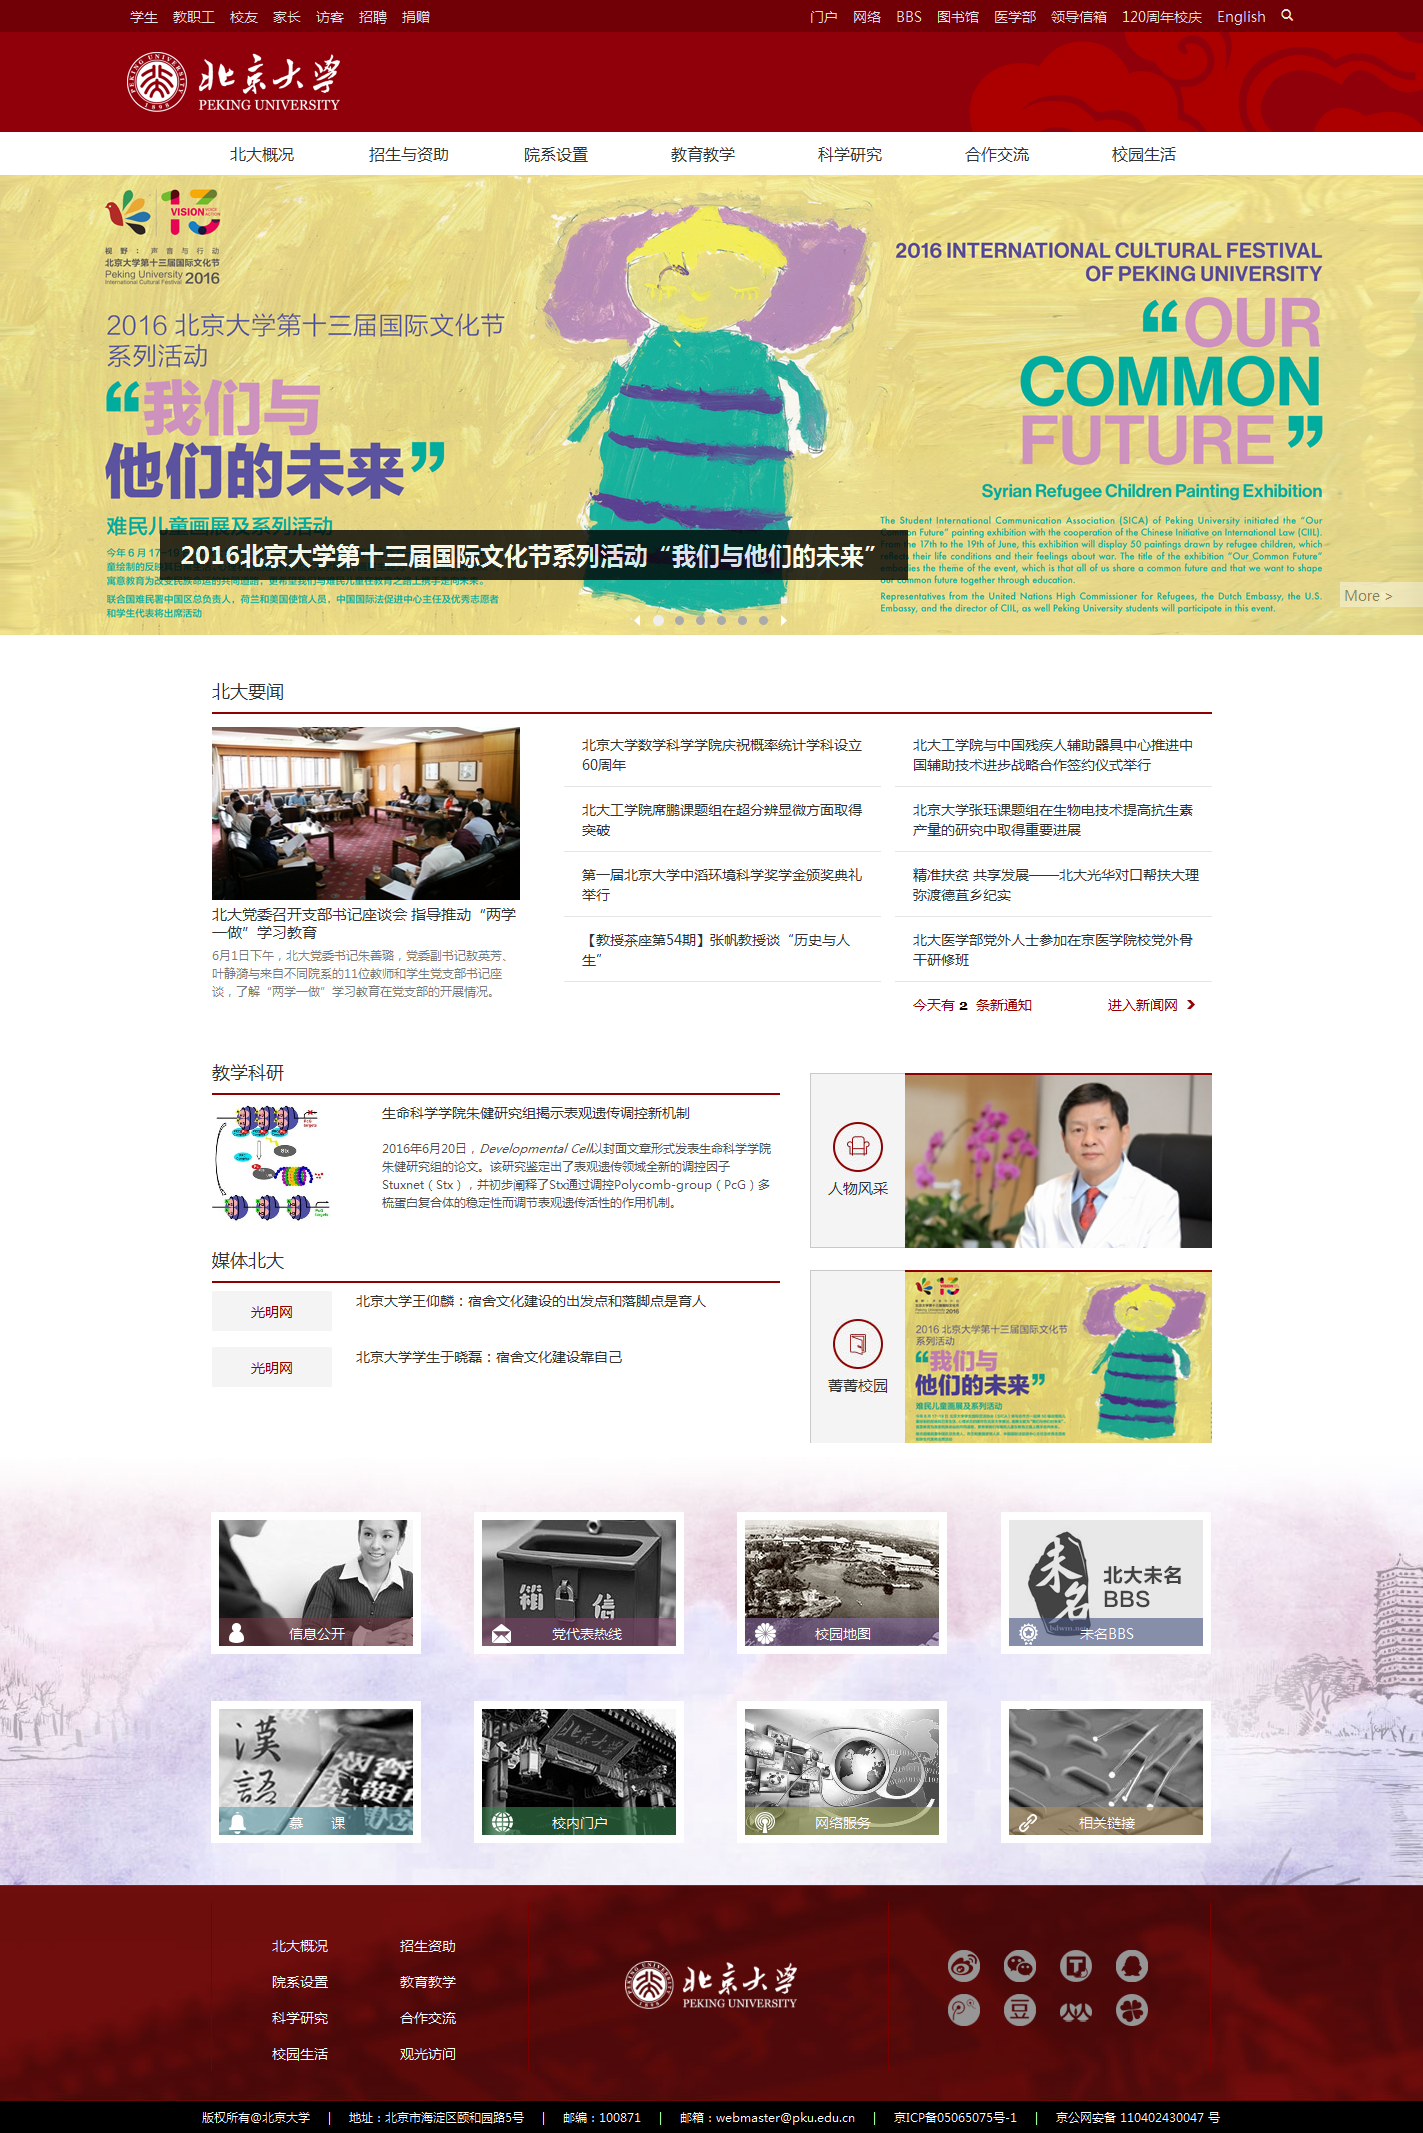 学生 教职工 校友 家长 访客 招聘 捐赠 门户 网络 BBS 图书馆 医学部 领导信箱 120周年校庆 English
北京大学
PEKING UNIVERSITY
北大概况 招生与资助 院系设置 教育教学 科学研究 合作交流 校园生活
13
VISION
视野：声音与行动
北京大学第十三届国际文化节
Peking University
International Cultural Festival 2016
2016 北京大学第十三届国际文化节
系列活动
“我们与
他们的未来”
难民儿童画展及系列活动
今年 6 月 17-19
寓意教育为改变民族命运的共同道路，更希望我们与难民儿童在教育之路上携手走向未来。
联合国难民署中国区总负责人，荷兰和美国使馆人员，中国国际法促进中心主任及优秀志愿者
和学生代表将出席活动
2016 INTERNATIONAL CULTURAL FESTIVAL
OF PEKING UNIVERSITY
“OUR
COMMON
FUTURE”
Syrian Refugee Children Painting Exhibition
The Student International Communication Association (SICA) of Peking University initiated the "Our
Common Future" painting exhibition with the cooperation of the Chinese Initiative on International Law (CIIL).
From the 17th to the 19th of June, this exhibition will display 50 paintings drawn by refugee children, which
reflects their life conditions and their feelings about war. The title of the exhibition "Our Common Future"
embodies the theme of the event, which is that all of us share a common future and that we want to shape
our common future together through education.
Representatives from the United Nations High Commissioner for Refugees, the Dutch Embassy, the U.S.
Embassy, and the director of CIIL, as well Peking University students will participate in this event.
2016北京大学第十三届国际文化节系列活动“我们与他们的未来”
More >
北大要闻
北大党委召开支部书记座谈会 指导推动“两学
一做”学习教育
6月1日下午，北大党委书记朱善璐，党委副书记敖英芳、
叶静漪与来自不同院系的11位教师和学生党支部书记座
谈，了解“两学一做”学习教育在党支部的开展情况。
北京大学数学科学学院庆祝概率统计学科设立
60周年
北大工学院席鹏课题组在超分辨显微方面取得
突破
第一届北京大学中滔环境科学奖学金颁奖典礼
举行
【教授茶座第54期】张帆教授谈“历史与人
生”
北大工学院与中国残疾人辅助器具中心推进中
国辅助技术进步战略合作签约仪式举行
北京大学张珏课题组在生物电技术提高抗生素
产量的研究中取得重要进展
精准扶贫 共享发展——北大光华对口帮扶大理
弥渡德苴乡纪实
北大医学部党外人士参加在京医学院校党外骨
干研修班
今天有 2 条新通知 进入新闻网
教学科研
生命科学学院朱健研究组揭示表观遗传调控新机制
2016年6月20日，Developmental Cell以封面文章形式发表生命科学学院
朱健研究组的论文。该研究鉴定出了表观遗传领域全新的调控因子
Stuxnet（Stx），并初步阐释了Stx通过调控Polycomb-group（PcG）多
梳蛋白复合体的稳定性而调节表观遗传活性的作用机制。
人物风采
媒体北大
光明网 北京大学王仰麟：宿舍文化建设的出发点和落脚点是育人
光明网 北京大学学生于晓磊：宿舍文化建设靠自己
菁菁校园
2016 北京大学第十三届国际文化节
系列活动
“我们与
他们的未来”
难民儿童画展及系列活动
信息公开
箱 信
党代表热线
校园地图
未名
北大未名
BBS
未名BBS
漢語
慕 课
北京大学
校内门户
网络服务
相关链接
北大概况 招生资助
院系设置 教育教学
科学研究 合作交流
校园生活 观光访问
北京大学
PEKING UNIVERSITY
豆
版权所有@北京大学 | 地址：北京市海淀区颐和园路5号 | 邮编：100871 | 邮箱：webmaster@pku.edu.cn | 京ICP备05065075号-1 | 京公网安备 110402430047 号